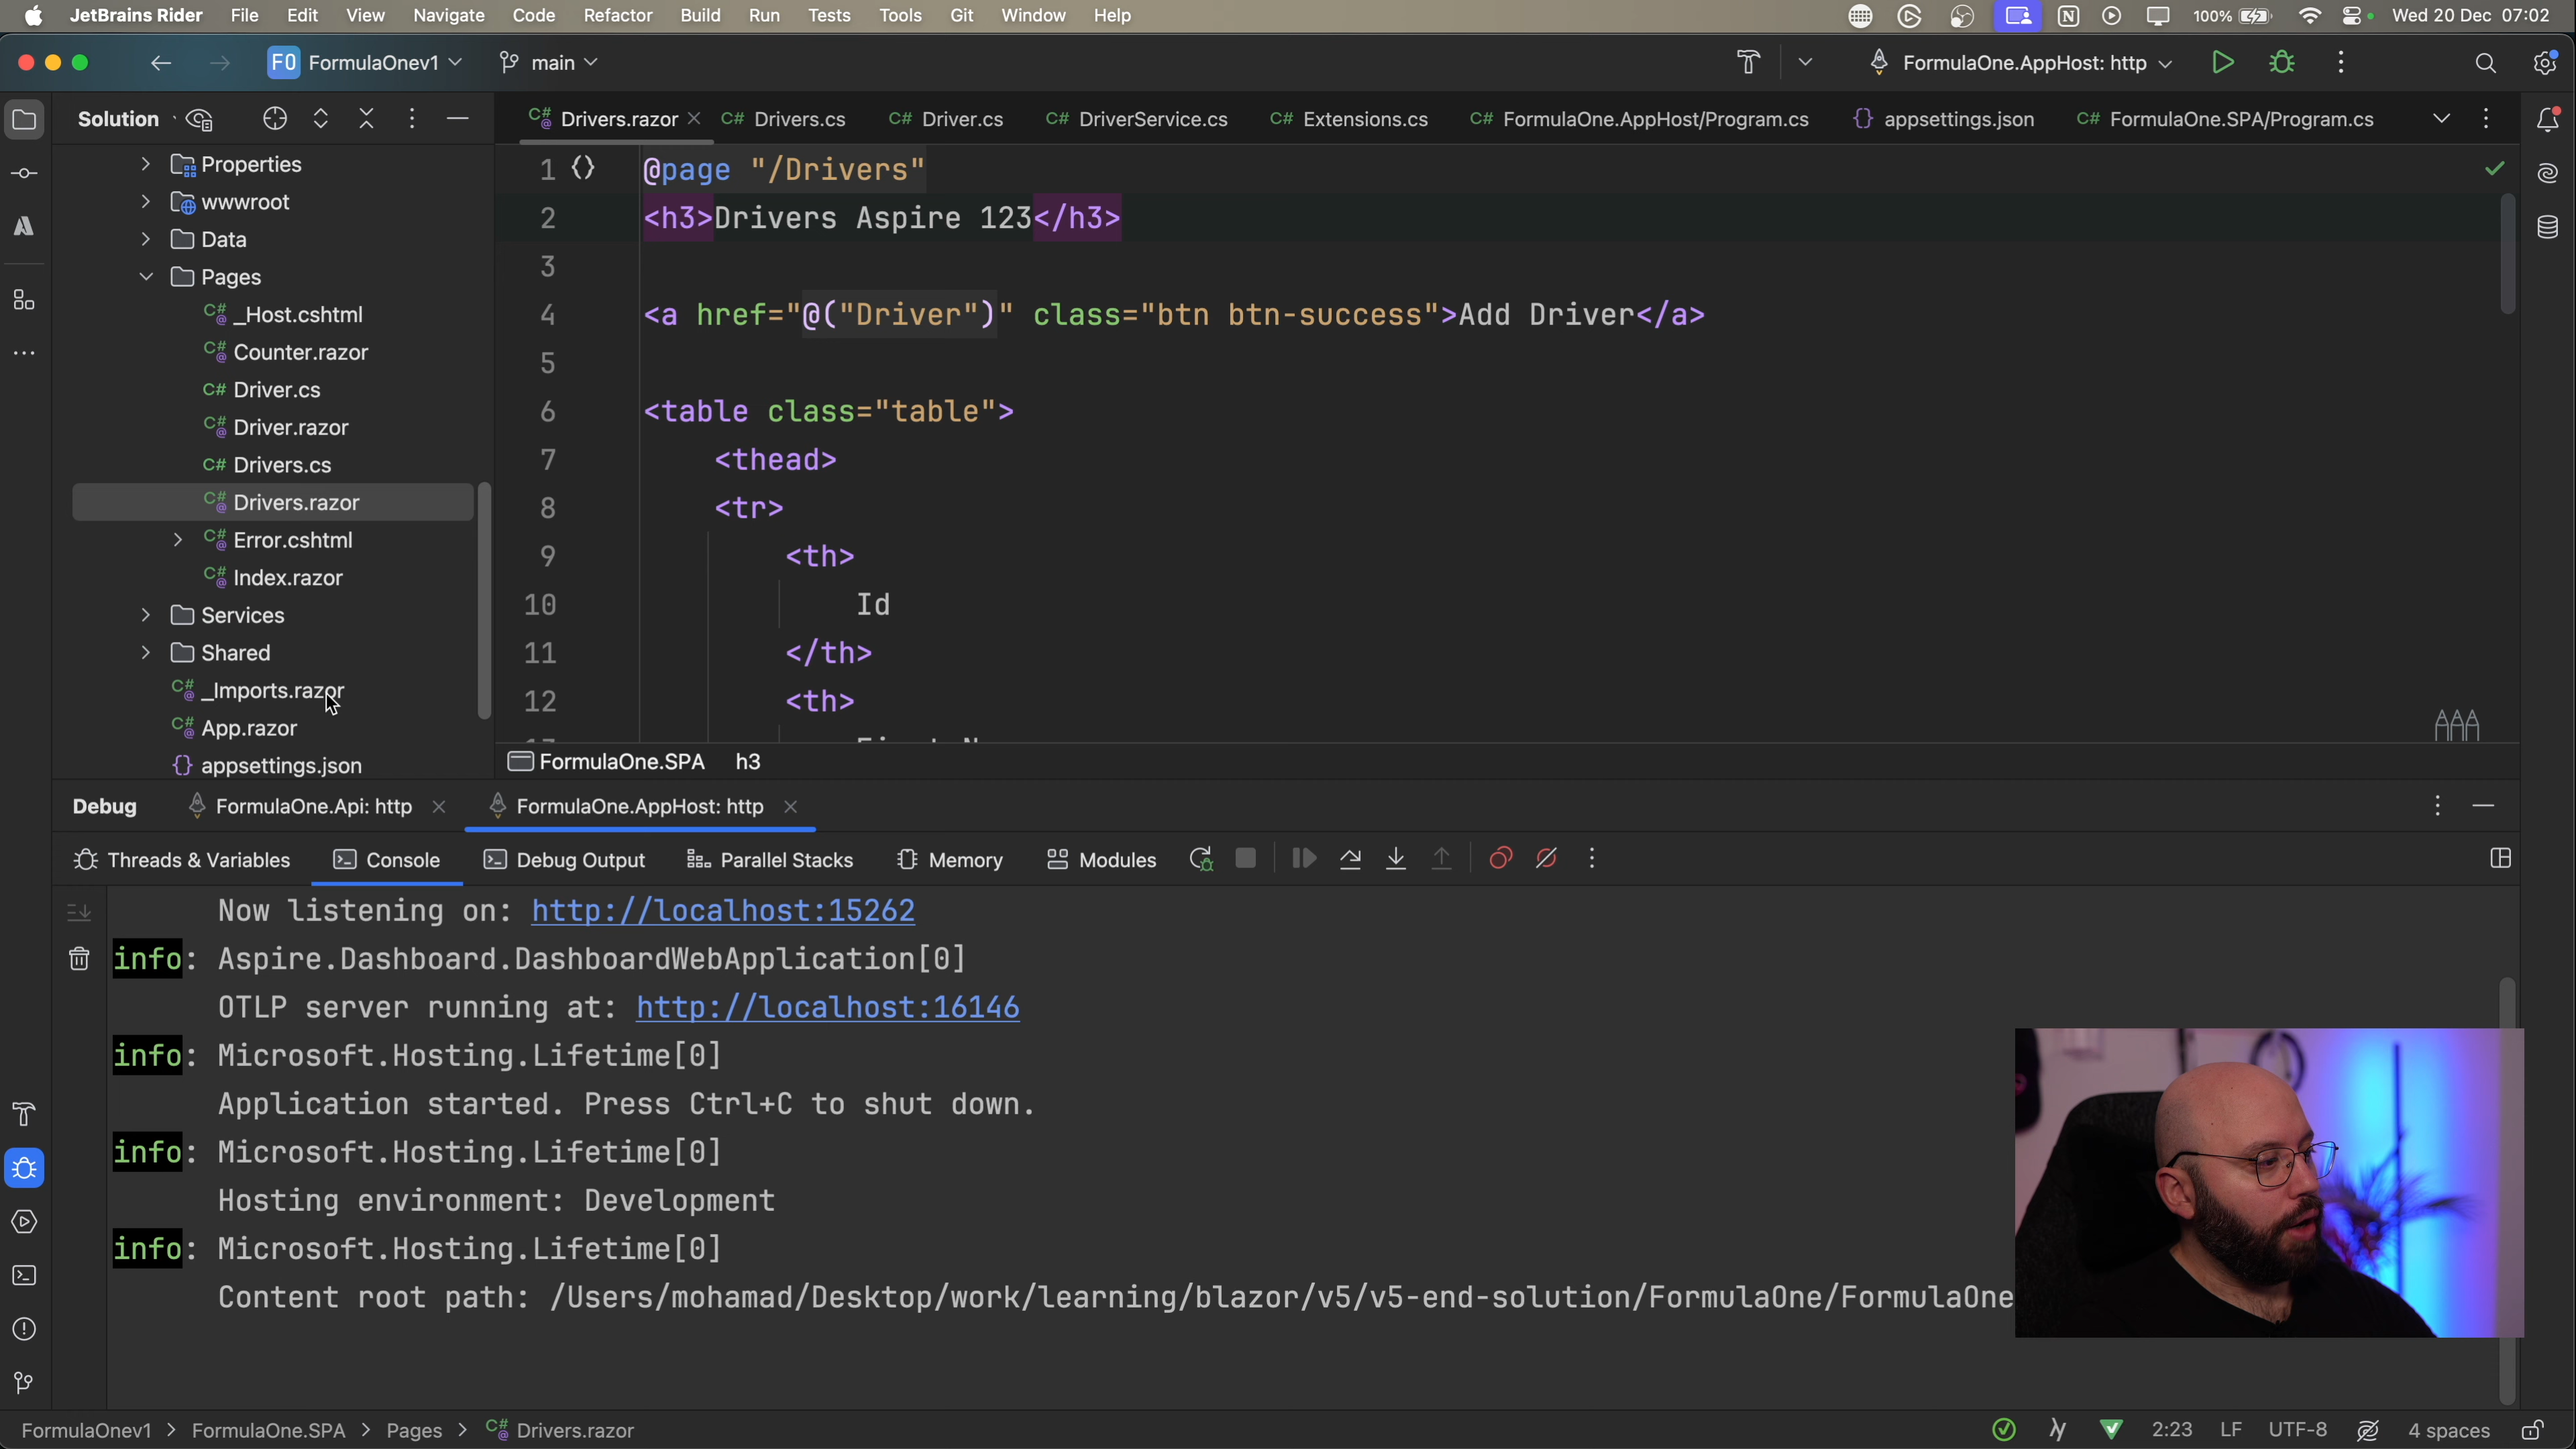 JetBrains Rider File Edit View Navigate Code Refactor Build Run Tests Tools Git Window Help 100% Wed 20 Dec 07:02
FO FormulaOnev1 main FormulaOne.AppHost: http
Solution
Drivers.razor Drivers.cs Driver.cs DriverService.cs Extensions.cs FormulaOne.AppHost/Program.cs appsettings.json FormulaOne.SPA/Program.cs
Properties
wwwroot
Data
Pages
_Host.cshtml
Counter.razor
Driver.cs
Driver.razor
Drivers.cs
Drivers.razor
Error.cshtml
Index.razor
Services
Shared
_Imports.razor
App.razor
appsettings.json
1 @page "/Drivers"
2 <h3>Drivers Aspire 123</h3>
3
4 <a href="@("Driver")" class="btn btn-success">Add Driver</a>
5
6 <table class="table">
7 <thead>
8 <tr>
9 <th>
10 Id
11 </th>
12 <th>
FormulaOne.SPA h3
Debug FormulaOne.Api: http FormulaOne.AppHost: http
Threads & Variables Console Debug Output Parallel Stacks Memory Modules
Now listening on: http://localhost:15262
info: Aspire.Dashboard.DashboardWebApplication[0]
OTLP server running at: http://localhost:16146
info: Microsoft.Hosting.Lifetime[0]
Application started. Press Ctrl+C to shut down.
info: Microsoft.Hosting.Lifetime[0]
Hosting environment: Development
info: Microsoft.Hosting.Lifetime[0]
Content root path: /Users/mohamad/Desktop/work/learning/blazor/v5/v5-end-solution/FormulaOne/FormulaOne
FormulaOnev1 > FormulaOne.SPA > Pages > Drivers.razor 2:23 LF UTF-8 4 spaces